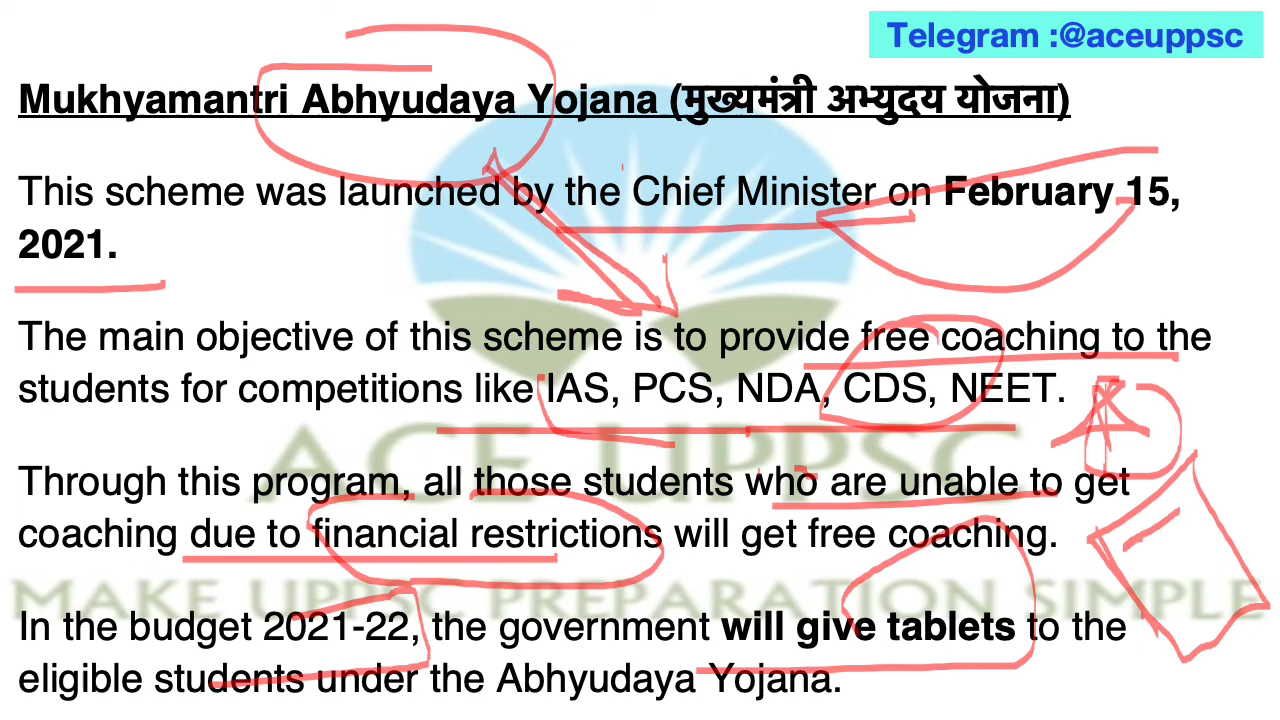 Telegram :@aceuppsc
Mukhyamantri Abhyudaya Yojana (मुख्यमंत्री अभ्युदय योजना)
This scheme was launched by the Chief Minister on February 15,
2021.
The main objective of this scheme is to provide free coaching to the
students for competitions like IAS, PCS, NDA, CDS, NEET.
ACE UPPSC
Through this program, all those students who are unable to get
coaching due to financial restrictions will get free coaching.
MAKE UPPSC PREPARATION SIMPLE
In the budget 2021-22, the government will give tablets to the
eligible students under the Abhyudaya Yojana.